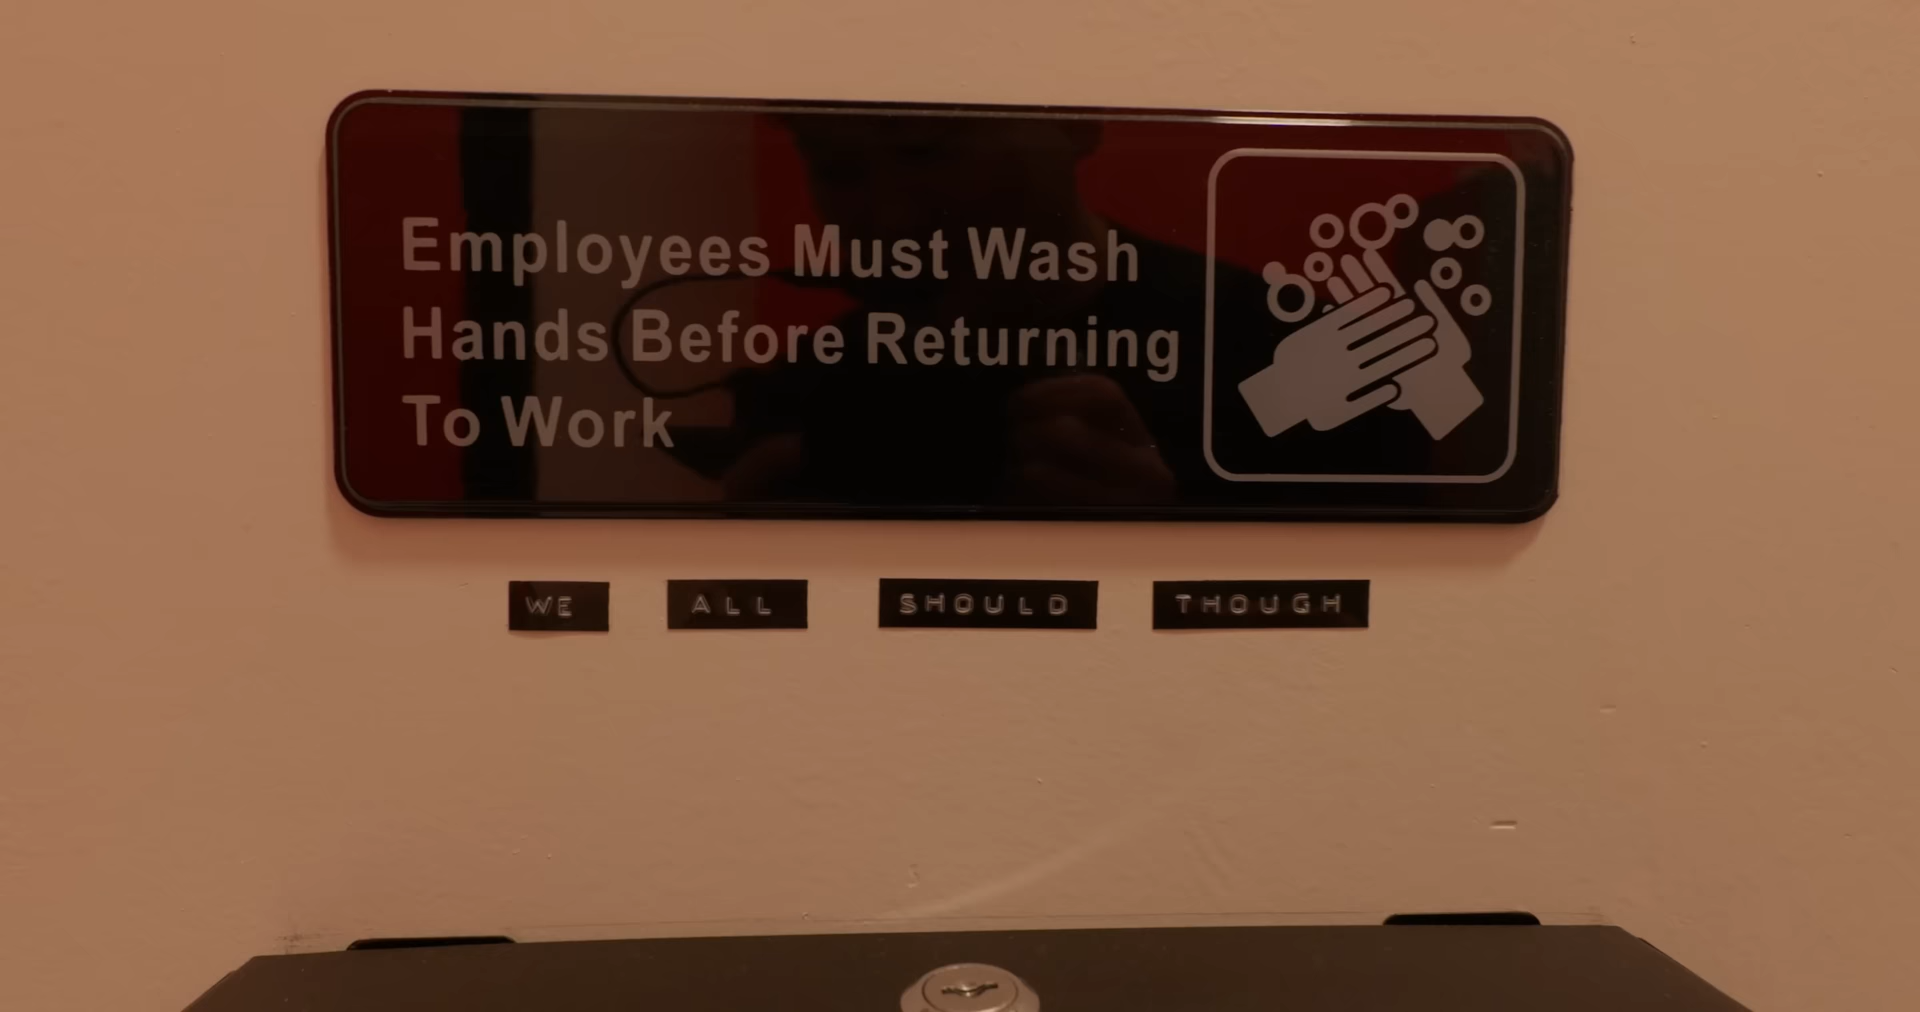 Employees Must Wash
Hands Before Returning
To Work
WE ALL SHOULD THOUGH